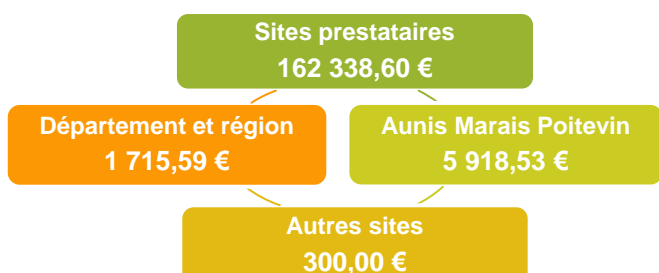 Sites prestataires
162 338,60 €
Département et région
1 715,59 €
Aunis Marais Poitevin
5 918,53 €
Autres sites
300,00 €